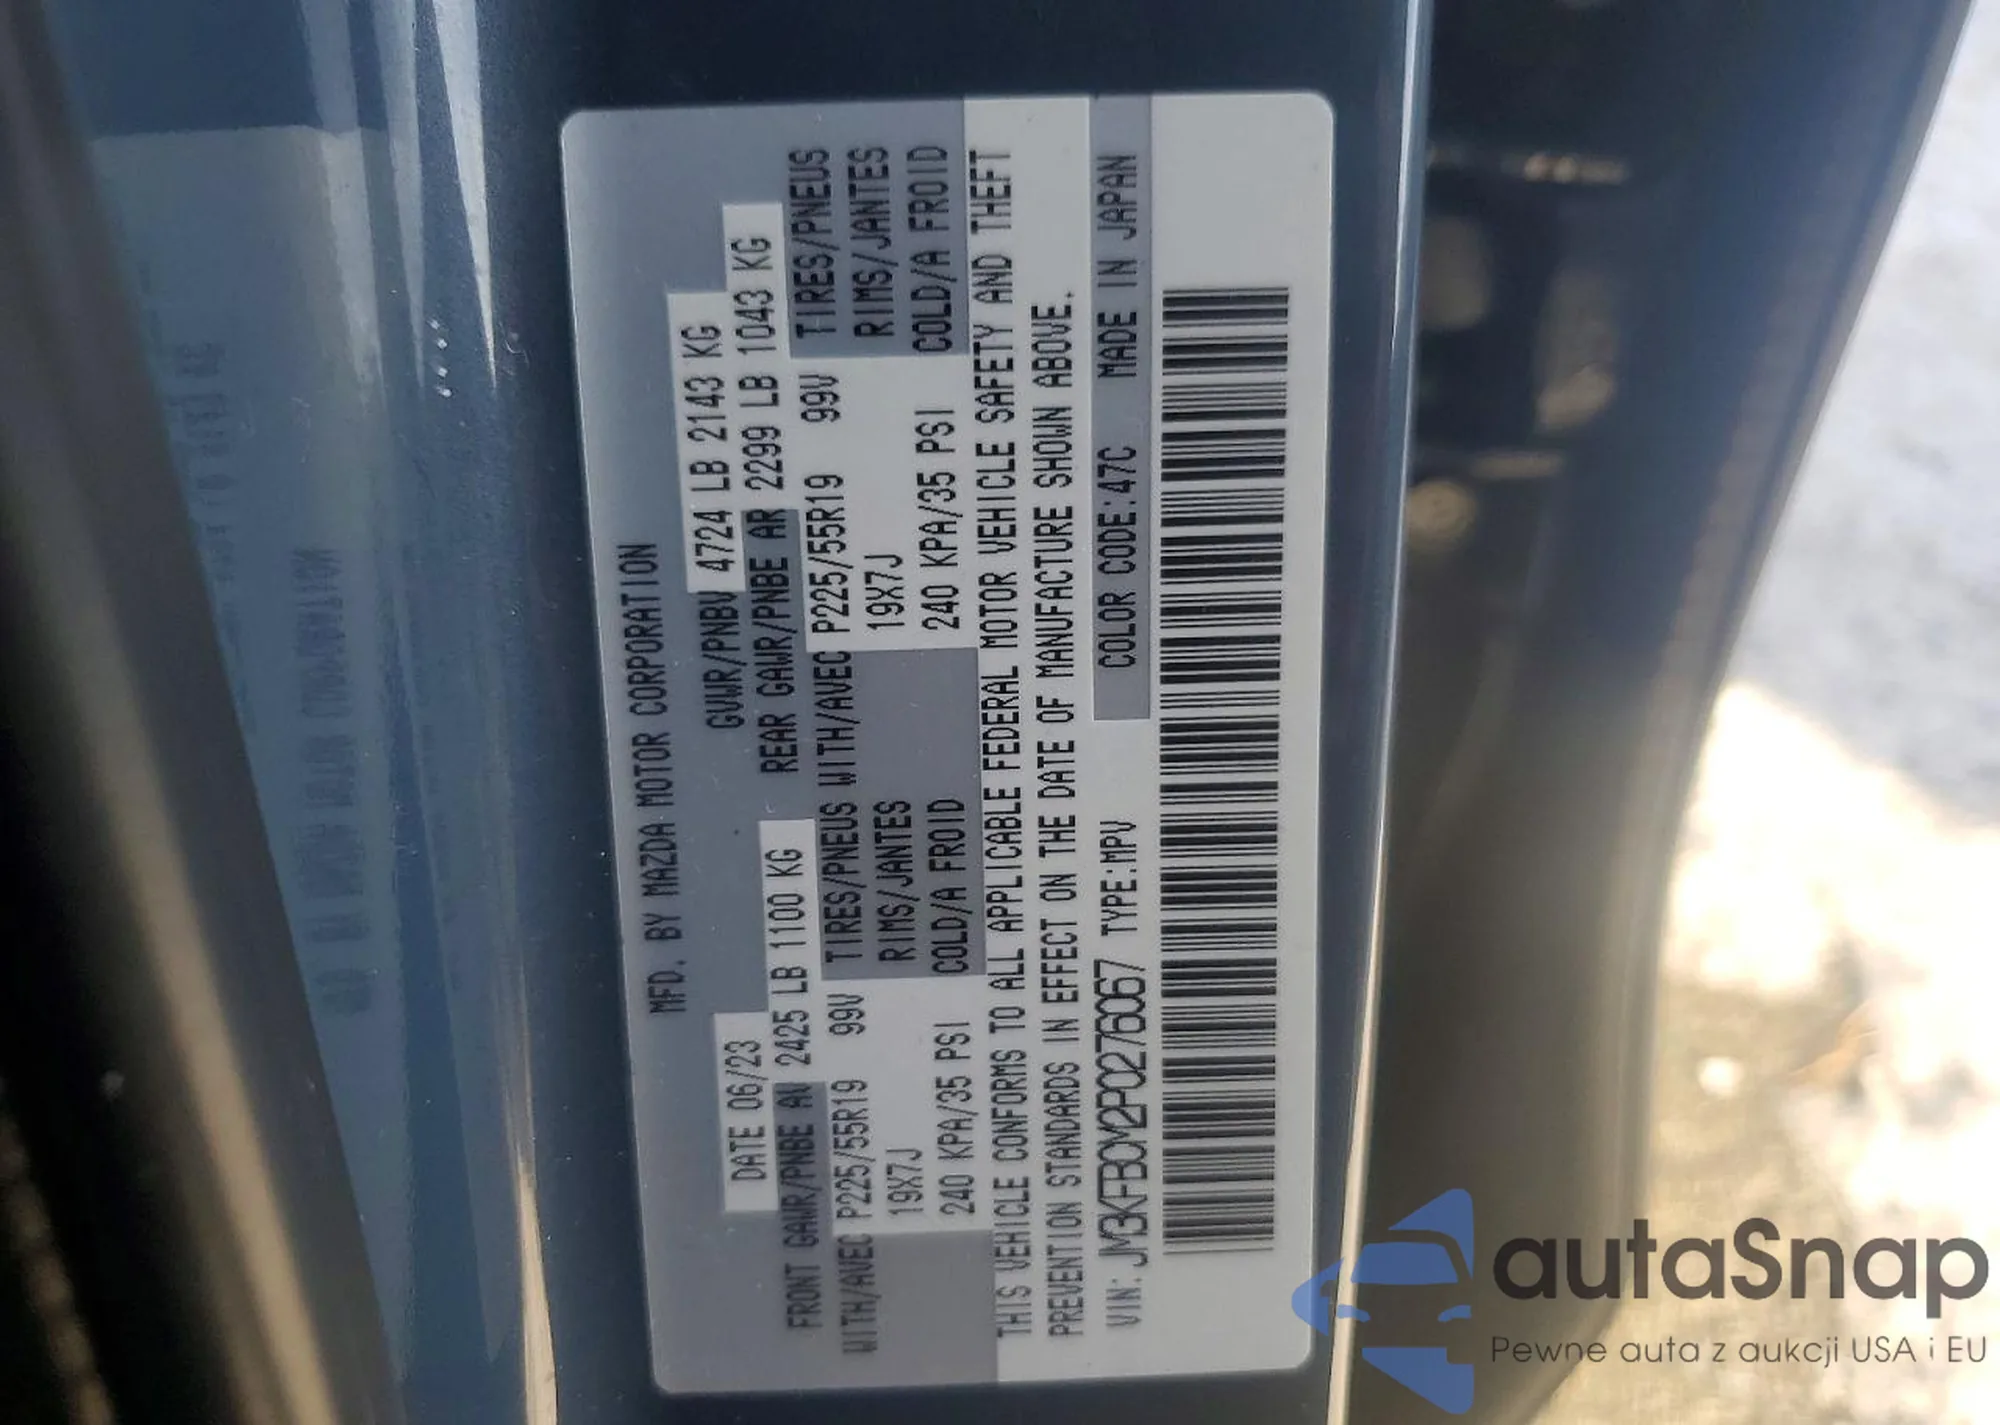 MFD. BY MAZDA MOTOR CORPORATION
DATE 06/23 GVWR/PNBV 4724 LB 2143 KG
FRONT GAWR/PNBE AV 2425 LB 1100 KG REAR GAWR/PNBE AR 2299 LB 1043 KG
WITH/AVEC P225/55R19 99V TIRES/PNEUS WITH/AVEC P225/55R19 99V TIRES/PNEUS
19X7J RIMS/JANTES 19X7J RIMS/JANTES
240 KPA/35 PSI COLD/A FROID 240 KPA/35 PSI COLD/A FROID
THIS VEHICLE CONFORMS TO ALL APPLICABLE FEDERAL MOTOR VEHICLE SAFETY AND THEFT
PREVENTION STANDARDS IN EFFECT ON THE DATE OF MANUFACTURE SHOWN ABOVE.
VIN: JM3KFBCM2P0276067 TYPE:MPV COLOR CODE:47C MADE IN JAPAN
autaSnap
Pewne auta z aukcji USA i EU